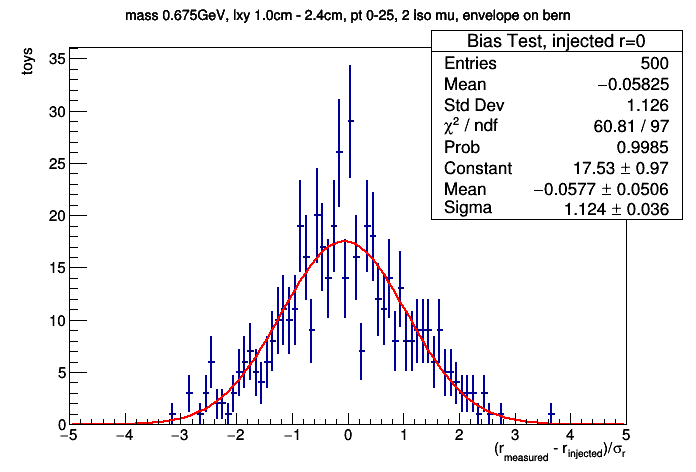 mass 0.675GeV, lxy 1.0cm - 2.4cm, pt 0-25, 2 Iso mu, envelope on bern
Bias Test, injected r=0
Entries 500
Mean −0.05825
Std Dev 1.126
χ² / ndf 60.81 / 97
Prob 0.9985
Constant 17.53 ± 0.97
Mean −0.0577 ± 0.0506
Sigma 1.124 ± 0.036
toys
35
30
25
20
15
10
5
0
−5 −4 −3 −2 −1 0 1 2 3 4 5
(r_measured - r_injected)/σ_r